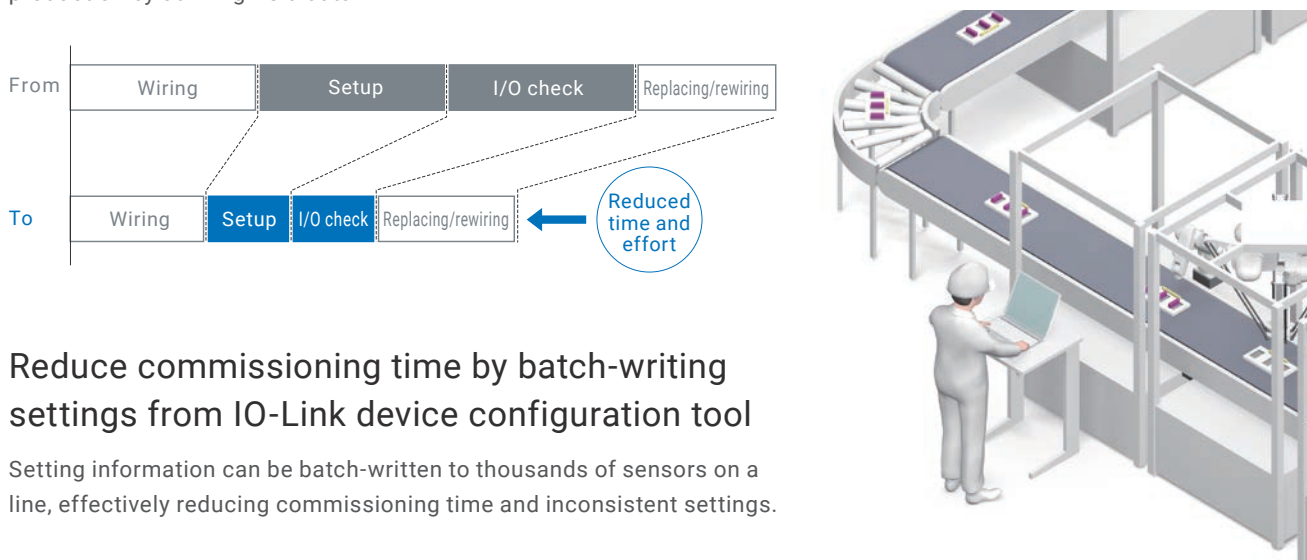 From
Wiring
Setup
I/O check
Replacing/rewiring
To
Wiring
Setup
I/O check
Replacing/rewiring
Reduced
time and
effort
Reduce commissioning time by batch-writing
settings from IO-Link device configuration tool
Setting information can be batch-written to thousands of sensors on a
line, effectively reducing commissioning time and inconsistent settings.